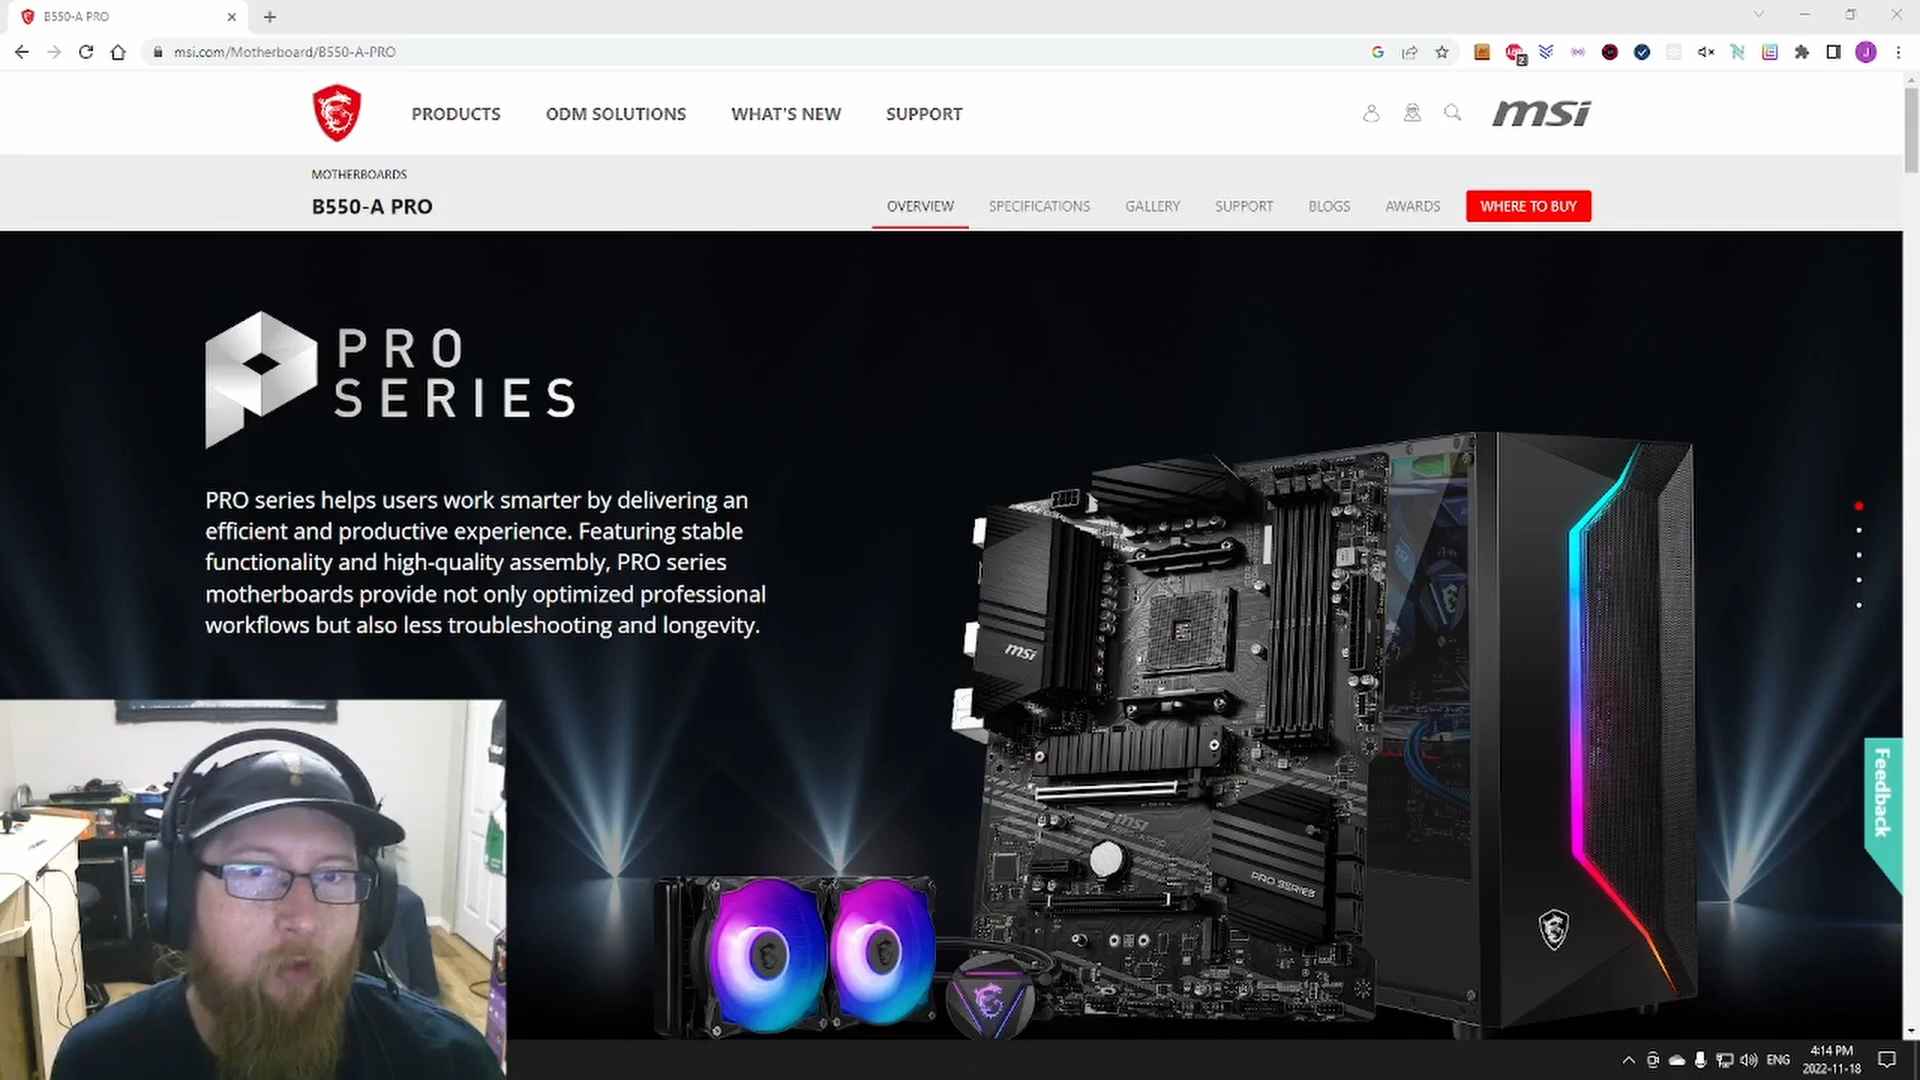 B550-A PRO
msi.com/Motherboard/B550-A-PRO
PRODUCTS
ODM SOLUTIONS
WHAT'S NEW
SUPPORT
msi
MOTHERBOARDS
B550-A PRO
OVERVIEW
SPECIFICATIONS
GALLERY
SUPPORT
BLOGS
AWARDS
WHERE TO BUY
PRO
SERIES
PRO series helps users work smarter by delivering an
efficient and productive experience. Featuring stable
functionality and high-quality assembly, PRO series
motherboards provide not only optimized professional
workflows but also less troubleshooting and longevity.
msi
msi
PRO SERIES
Feedback
ENG
4:14 PM
2022-11-18